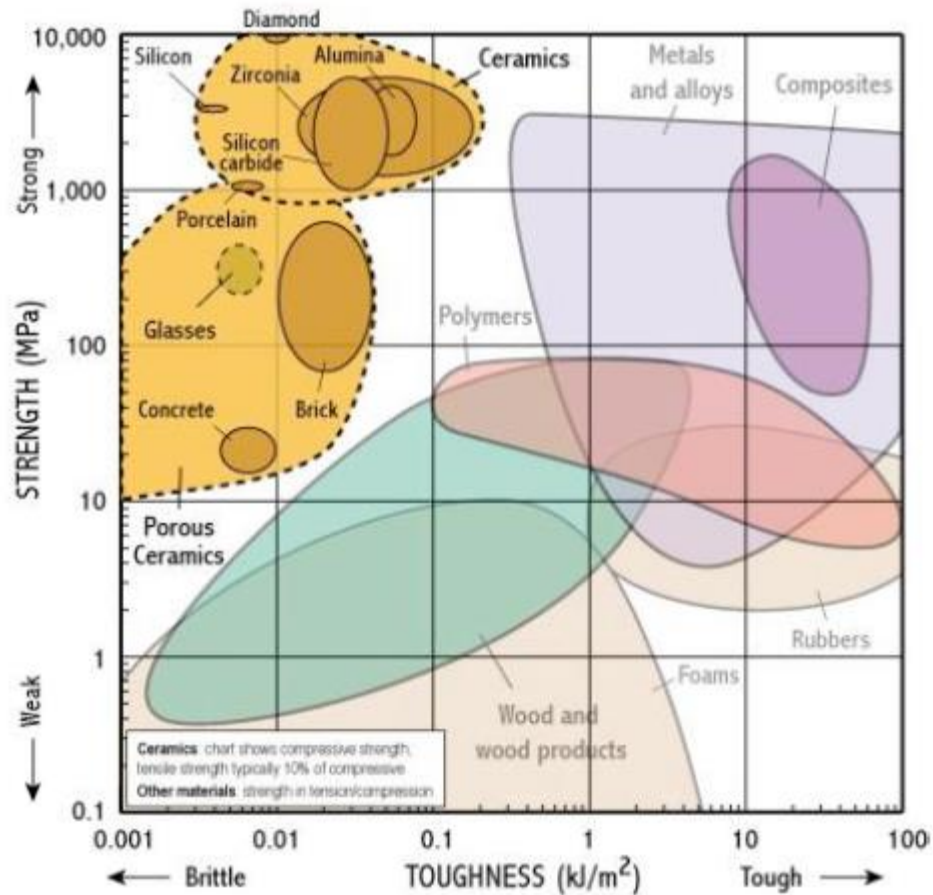 Diamond
10,000
Silicon
Alumina
Zirconia
Ceramics
Metals
and alloys
Composites
Silicon
carbide
1,000
Porcelain
Glasses
Polymers
100
Concrete
Brick
10
Porous
Ceramics
Rubbers
1
Foams
Wood and
wood products
Ceramics: chart shows compressive strength,
tensile strength typically 10% of compressive
Other materials: strength in tension/compression
0.1
Strong
STRENGTH (MPa)
Weak
0.001
0.01
0.1
1
10
100
Brittle
TOUGHNESS (kJ/m²)
Tough